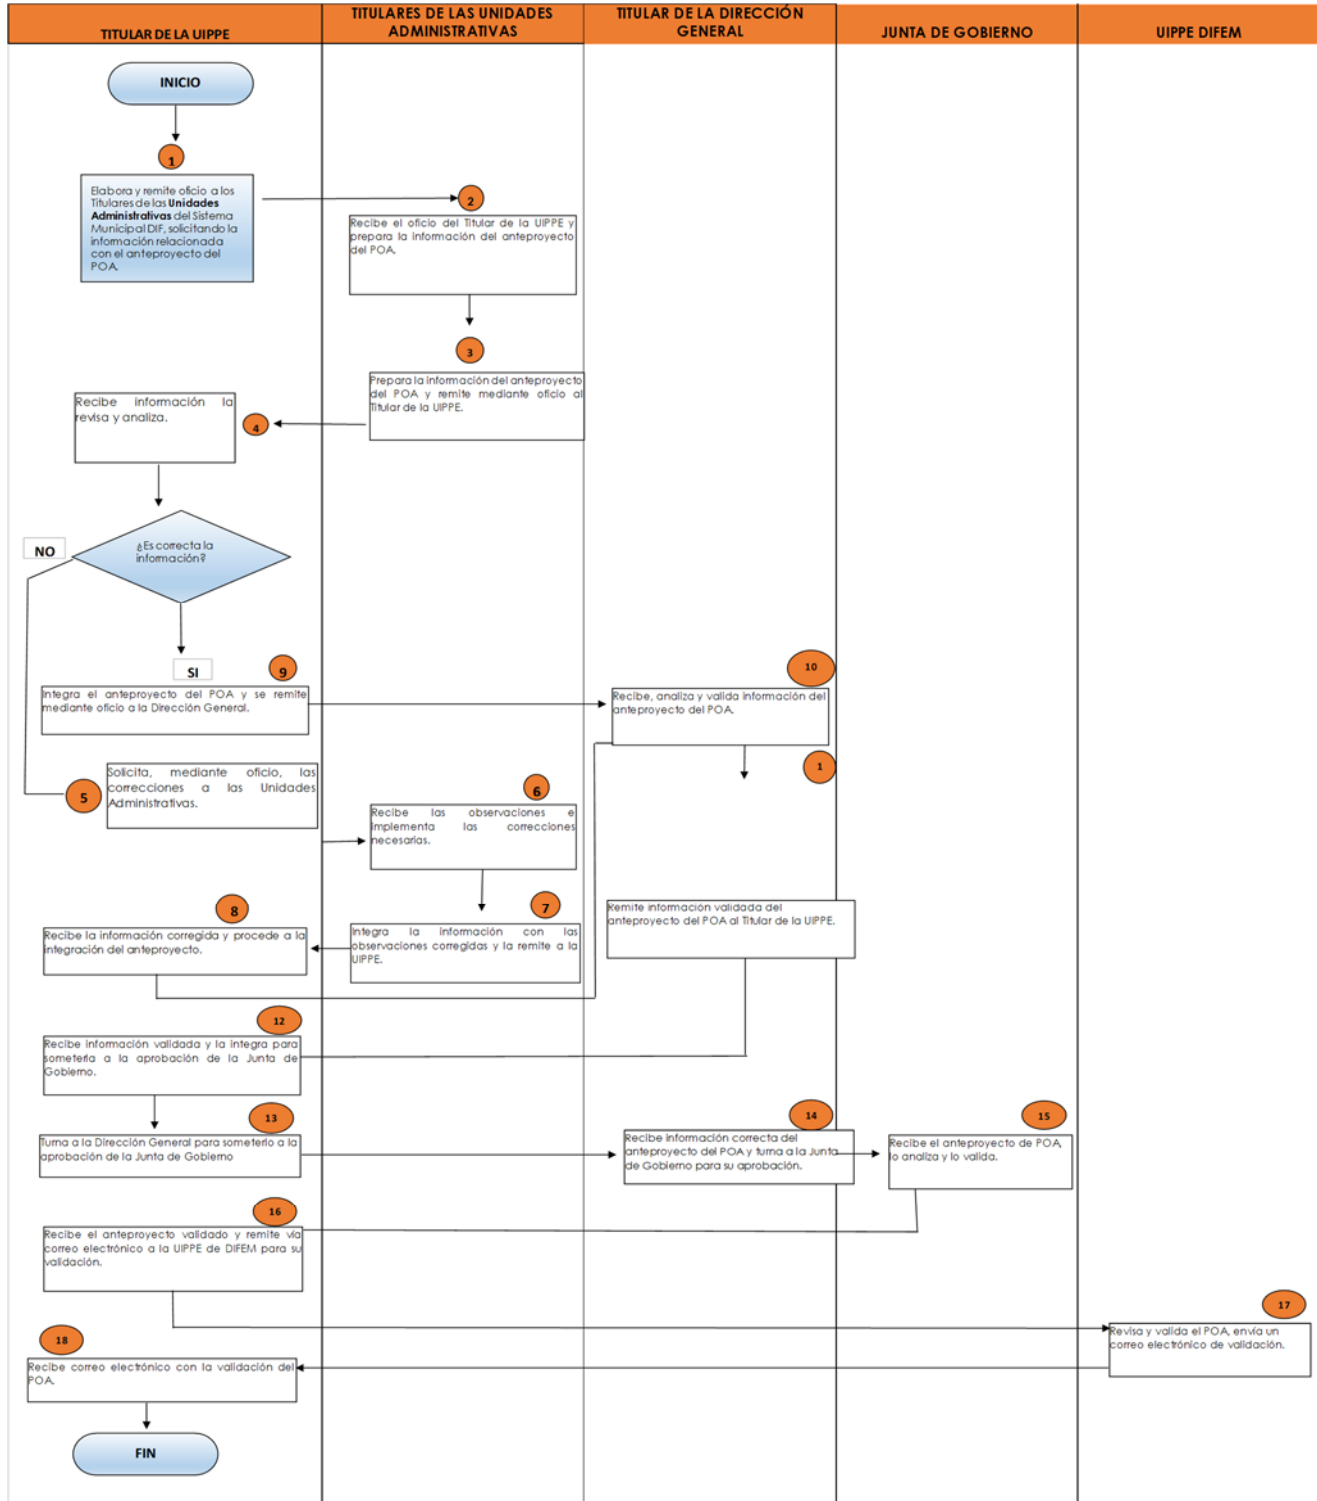 TITULAR DE LA UIPPE
TITULARES DE LAS UNIDADES
ADMINISTRATIVAS
TITULAR DE LA DIRECCIÓN
GENERAL
JUNTA DE GOBIERNO
UIPPE DIFEM
INICIO
1
Elabora y remite oficio a los
Titulares de las Unidades
Administrativas del Sistema
Municipal DIF, solicitando la
información relacionada
con el anteproyecto del
POA.
2
Recibe el oficio del Titular de la UIPPE y
prepara la información del anteproyecto
del POA.
3
Prepara la información del anteproyecto
del POA y remite mediante oficio al
Titular de la UIPPE.
4
Recibe información la
revisa y analiza.
¿Es correcta la
información?
NO
SI
9
Integra el anteproyecto del POA y se remite
mediante oficio a la Dirección General.
10
Recibe, analiza y valida información del
anteproyecto del POA.
1
5
Solicita, mediante oficio, las
correcciones a las Unidades
Administrativas.
6
Recibe las observaciones e
implementa las correcciones
necesarias.
7
Integra la información con las
observaciones corregidas y la remite a la
UIPPE.
8
Recibe la información corregida y procede a la
integración del anteproyecto.
Remite información validada del
anteproyecto del POA al Titular de la UIPPE.
12
Recibe información validada y la integra para
someterla a la aprobación de la Junta de
Gobierno.
13
Turna a la Dirección General para someterlo a la
aprobación de la Junta de Gobierno
14
Recibe información correcta del
anteproyecto del POA y turna a la Junta
de Gobierno para su aprobación.
15
Recibe el anteproyecto de POA,
lo analiza y lo valida.
16
Recibe el anteproyecto validado y remite vía
correo electrónico a la UIPPE de DIFEM para su
validación.
17
Revisa y valida el POA, envía un
correo electrónico de validación.
18
Recibe correo electrónico con la validación del
POA.
FIN